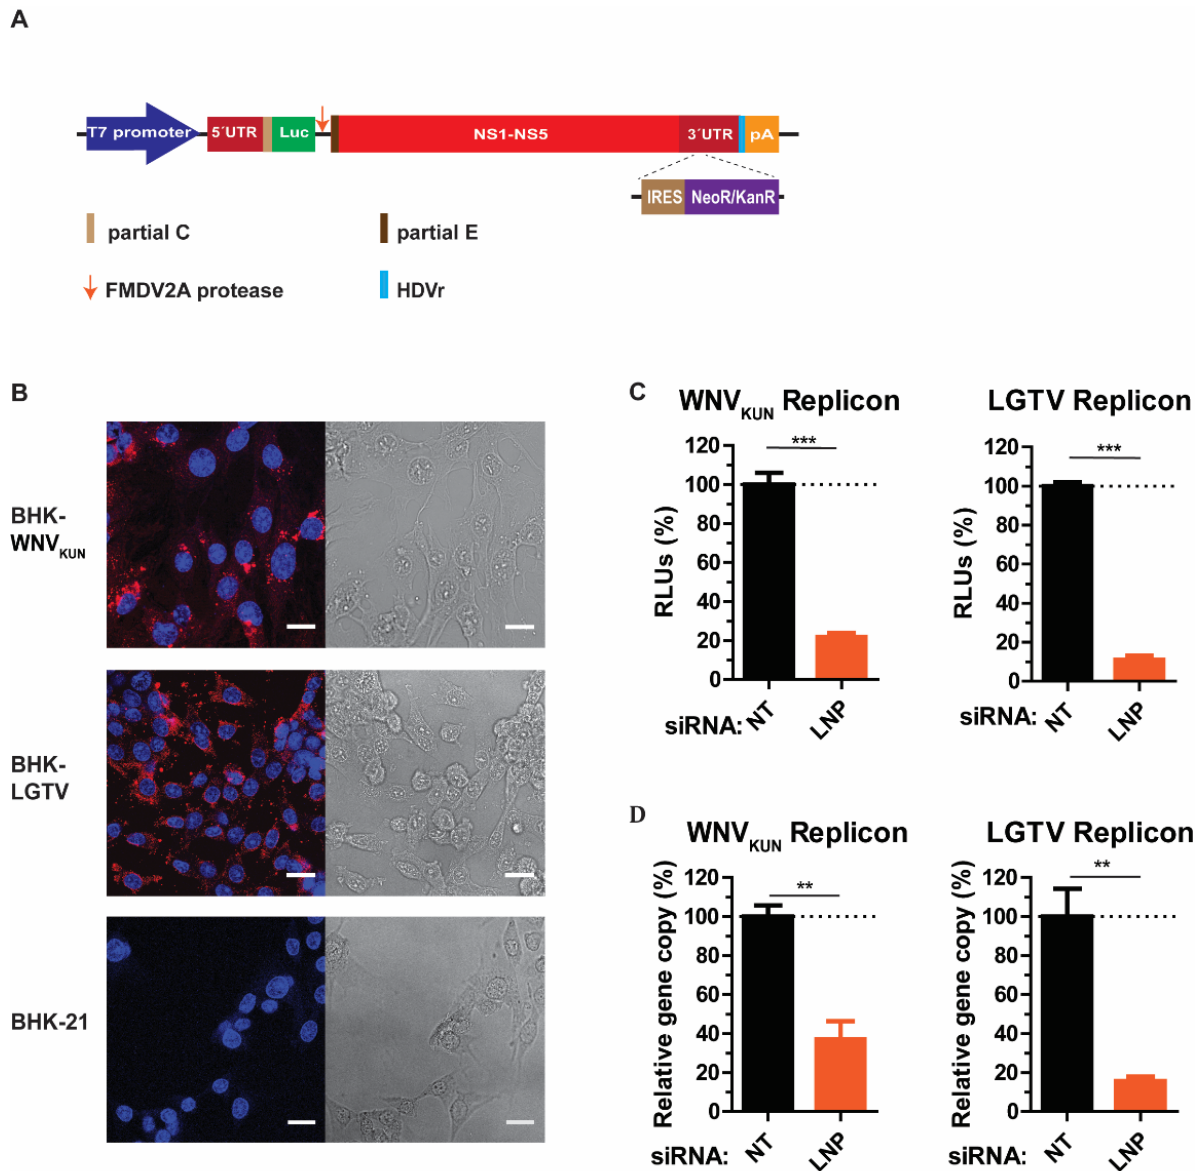 A
T7 promoter 5´UTR Luc NS1-NS5 3´UTR pA
IRES NeoR/KanR
partial C partial E
FMDV2A protease HDVr
B
BHK-
WNVKUN
BHK-
LGTV
BHK-21
C
WNVKUN Replicon LGTV Replicon
***
***
120
100
80
60
40
20
0
RLUs (%)
120
100
80
60
40
20
0
RLUs (%)
siRNA: NT LNP
siRNA: NT LNP
D
WNVKUN Replicon LGTV Replicon
**
**
120
100
80
60
40
20
0
Relative gene copy (%)
120
100
80
60
40
20
0
Relative gene copy (%)
siRNA: NT LNP
siRNA: NT LNP